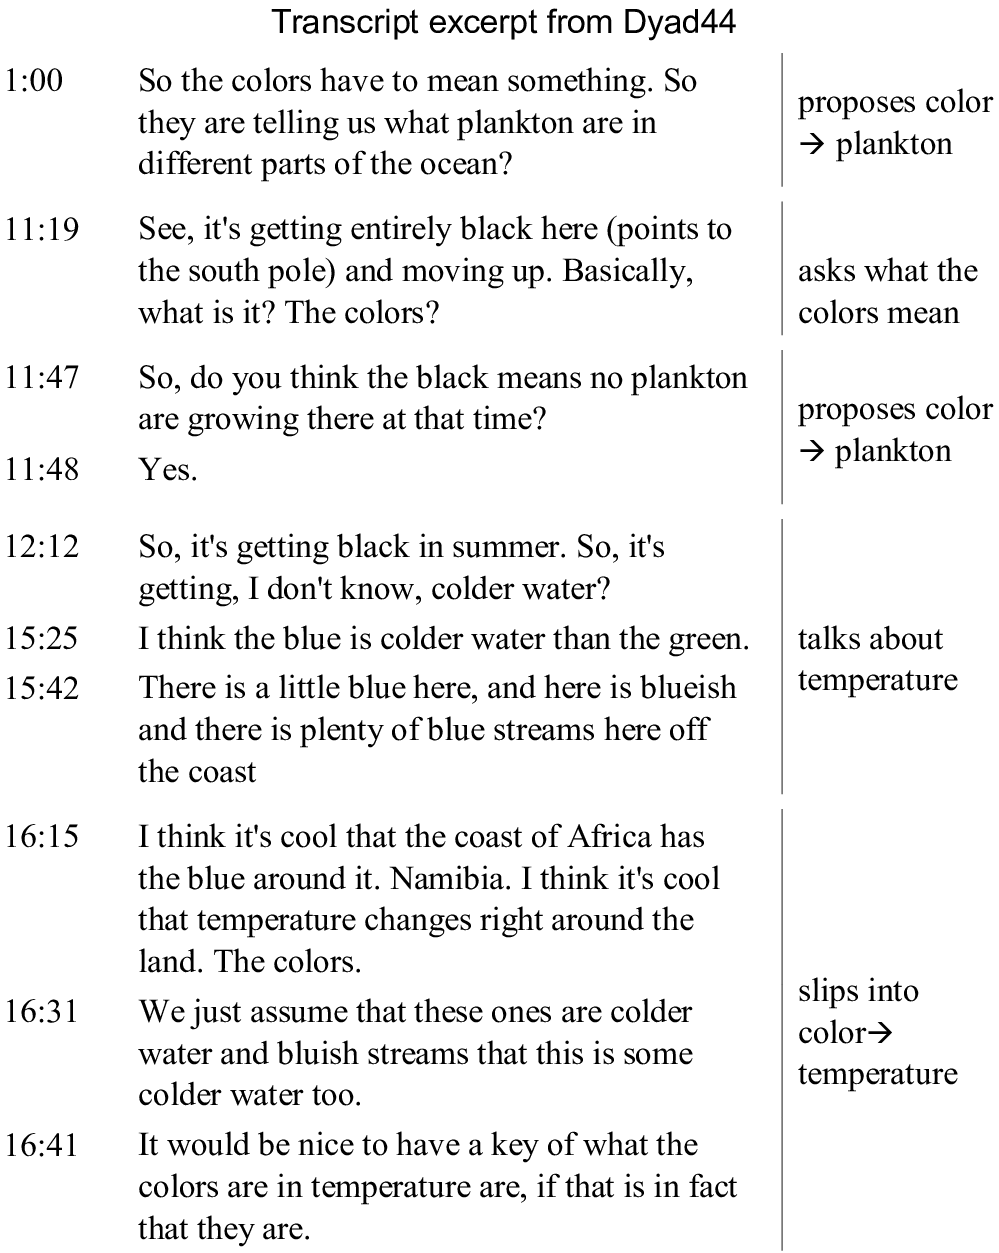 Transcript excerpt from Dyad44
1:00 So the colors have to mean something. So
they are telling us what plankton are in
different parts of the ocean?
proposes color
→ plankton
11:19 See, it's getting entirely black here (points to
the south pole) and moving up. Basically,
what is it? The colors?
asks what the
colors mean
11:47 So, do you think the black means no plankton
are growing there at that time?
11:48 Yes.
proposes color
→ plankton
12:12 So, it's getting black in summer. So, it's
getting, I don't know, colder water?
15:25 I think the blue is colder water than the green.
15:42 There is a little blue here, and here is blueish
and there is plenty of blue streams here off
the coast
talks about
temperature
16:15 I think it's cool that the coast of Africa has
the blue around it. Namibia. I think it's cool
that temperature changes right around the
land. The colors.
16:31 We just assume that these ones are colder
water and bluish streams that this is some
colder water too.
16:41 It would be nice to have a key of what the
colors are in temperature are, if that is in fact
that they are.
slips into
color→
temperature